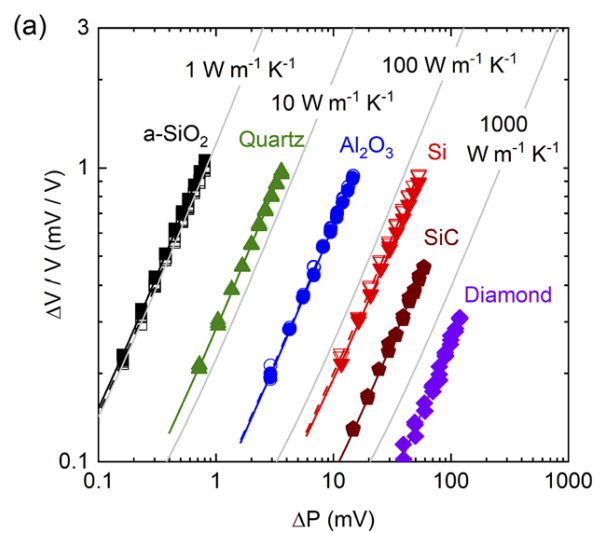 (a)
3
1 W m⁻¹ K⁻¹
100 W m⁻¹ K⁻¹
10 W m⁻¹ K⁻¹
1000
W m⁻¹ K⁻¹
a-SiO₂
Quartz
Al₂O₃
Si
SiC
Diamond
1
0.1
ΔV / V (mV / V)
0.1
1
10
100
1000
ΔP (mV)